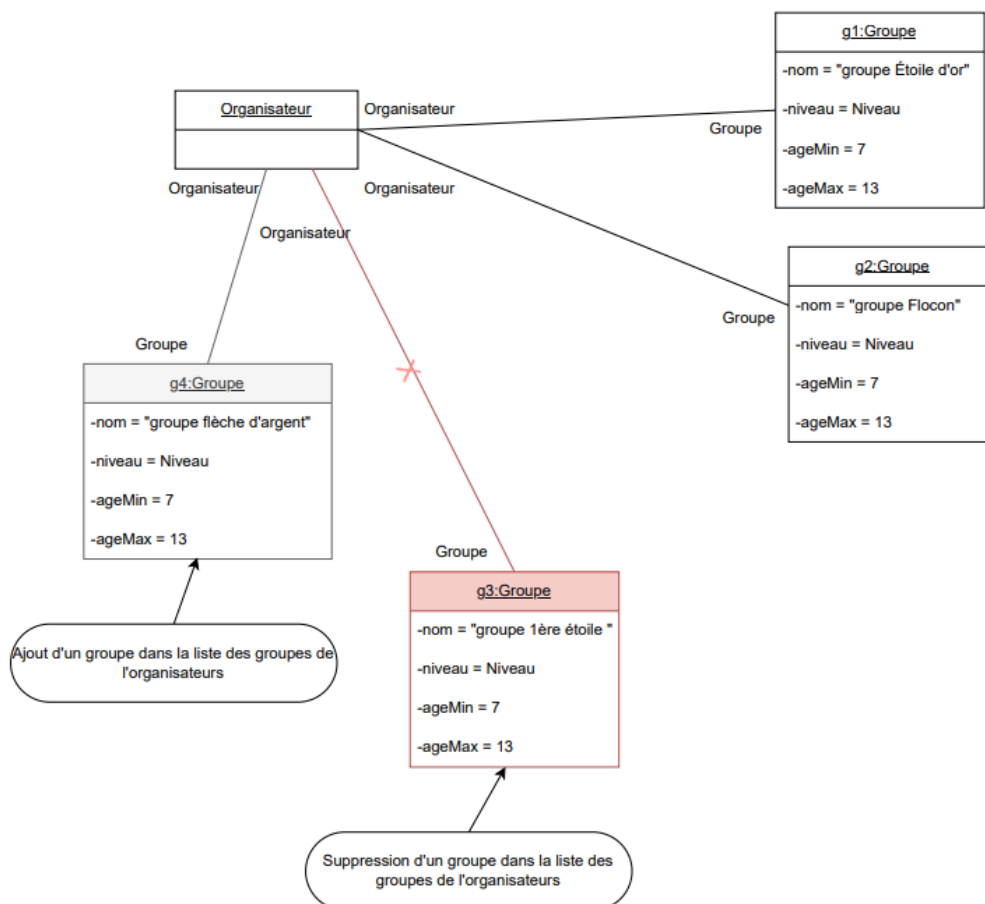 g1:Groupe
-nom = "groupe Étoile d'or"
-niveau = Niveau
-ageMin = 7
-ageMax = 13
Organisateur
Organisateur
Groupe
Organisateur
Organisateur
Organisateur
g2:Groupe
-nom = "groupe Flocon"
-niveau = Niveau
-ageMin = 7
-ageMax = 13
Groupe
Groupe
g4:Groupe
-nom = "groupe flèche d'argent"
-niveau = Niveau
-ageMin = 7
-ageMax = 13
Groupe
g3:Groupe
-nom = "groupe 1ère étoile "
-niveau = Niveau
-ageMin = 7
-ageMax = 13
Ajout d'un groupe dans la liste des groupes de
l'organisateurs
Suppression d'un groupe dans la liste des
groupes de l'organisateurs